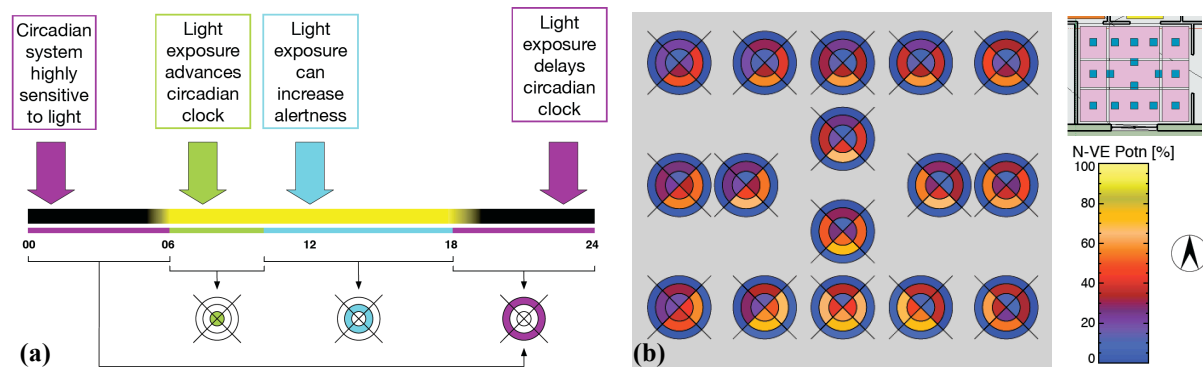 Circadian
system
highly
sensitive
to light
Light
exposure
advances
circadian
clock
Light
exposure
can
increase
alertness
Light
exposure
delays
circadian
clock
00
06
10
12
18
24
(a)
(b)
N-VE Potn [%]
100
80
60
40
20
0